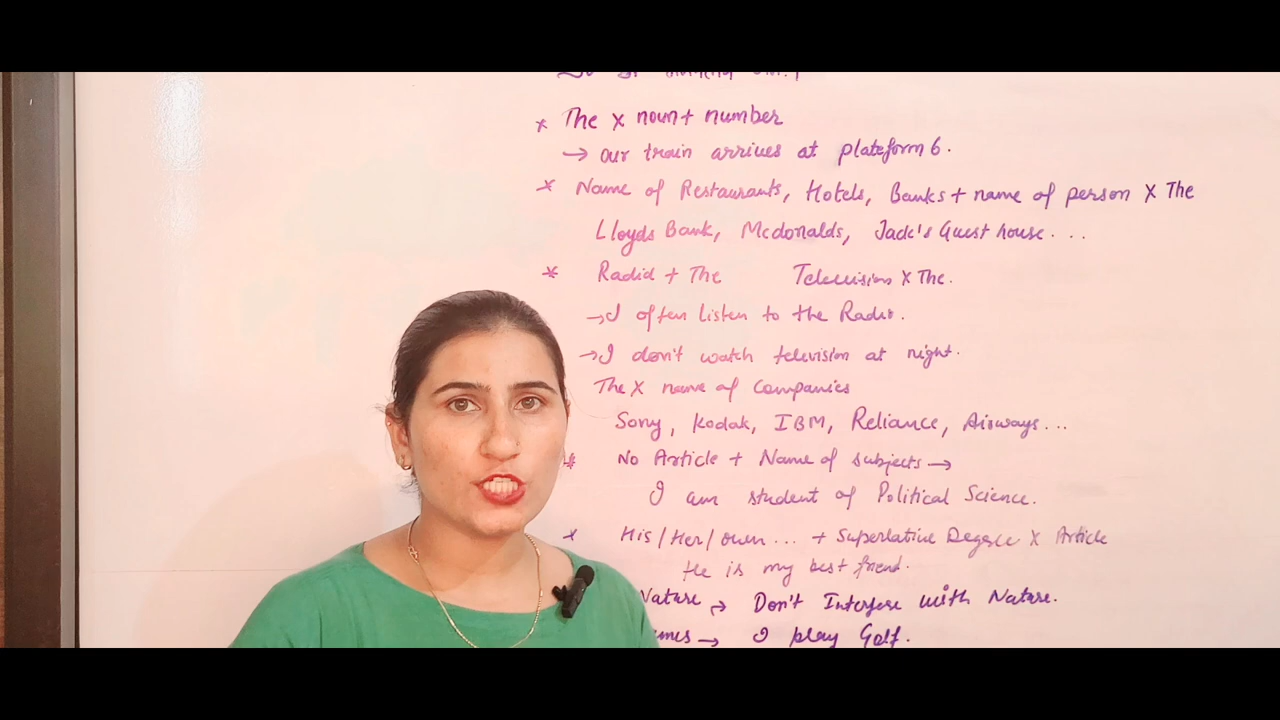 * The x noun + number
→ our train arrives at plateform 6.
* Name of Restaurants, Hotels, Banks + name of person X The
Lloyds Bank, Mcdonalds, Jack's Guest house. ...
* Radid + The Television X The.
→ I often listen to the Radio.
→ I don't watch television at night.
The X name of Companies
Sony, Kodak, IBM, Reliance, Airways...
* No Article + Name of subjects →
I am student of Political Science.
* His/Her/own... + Superlative Degree X Article
He is my best friend.
Nature → Don't Interfere with Nature.
→ I play Golf.